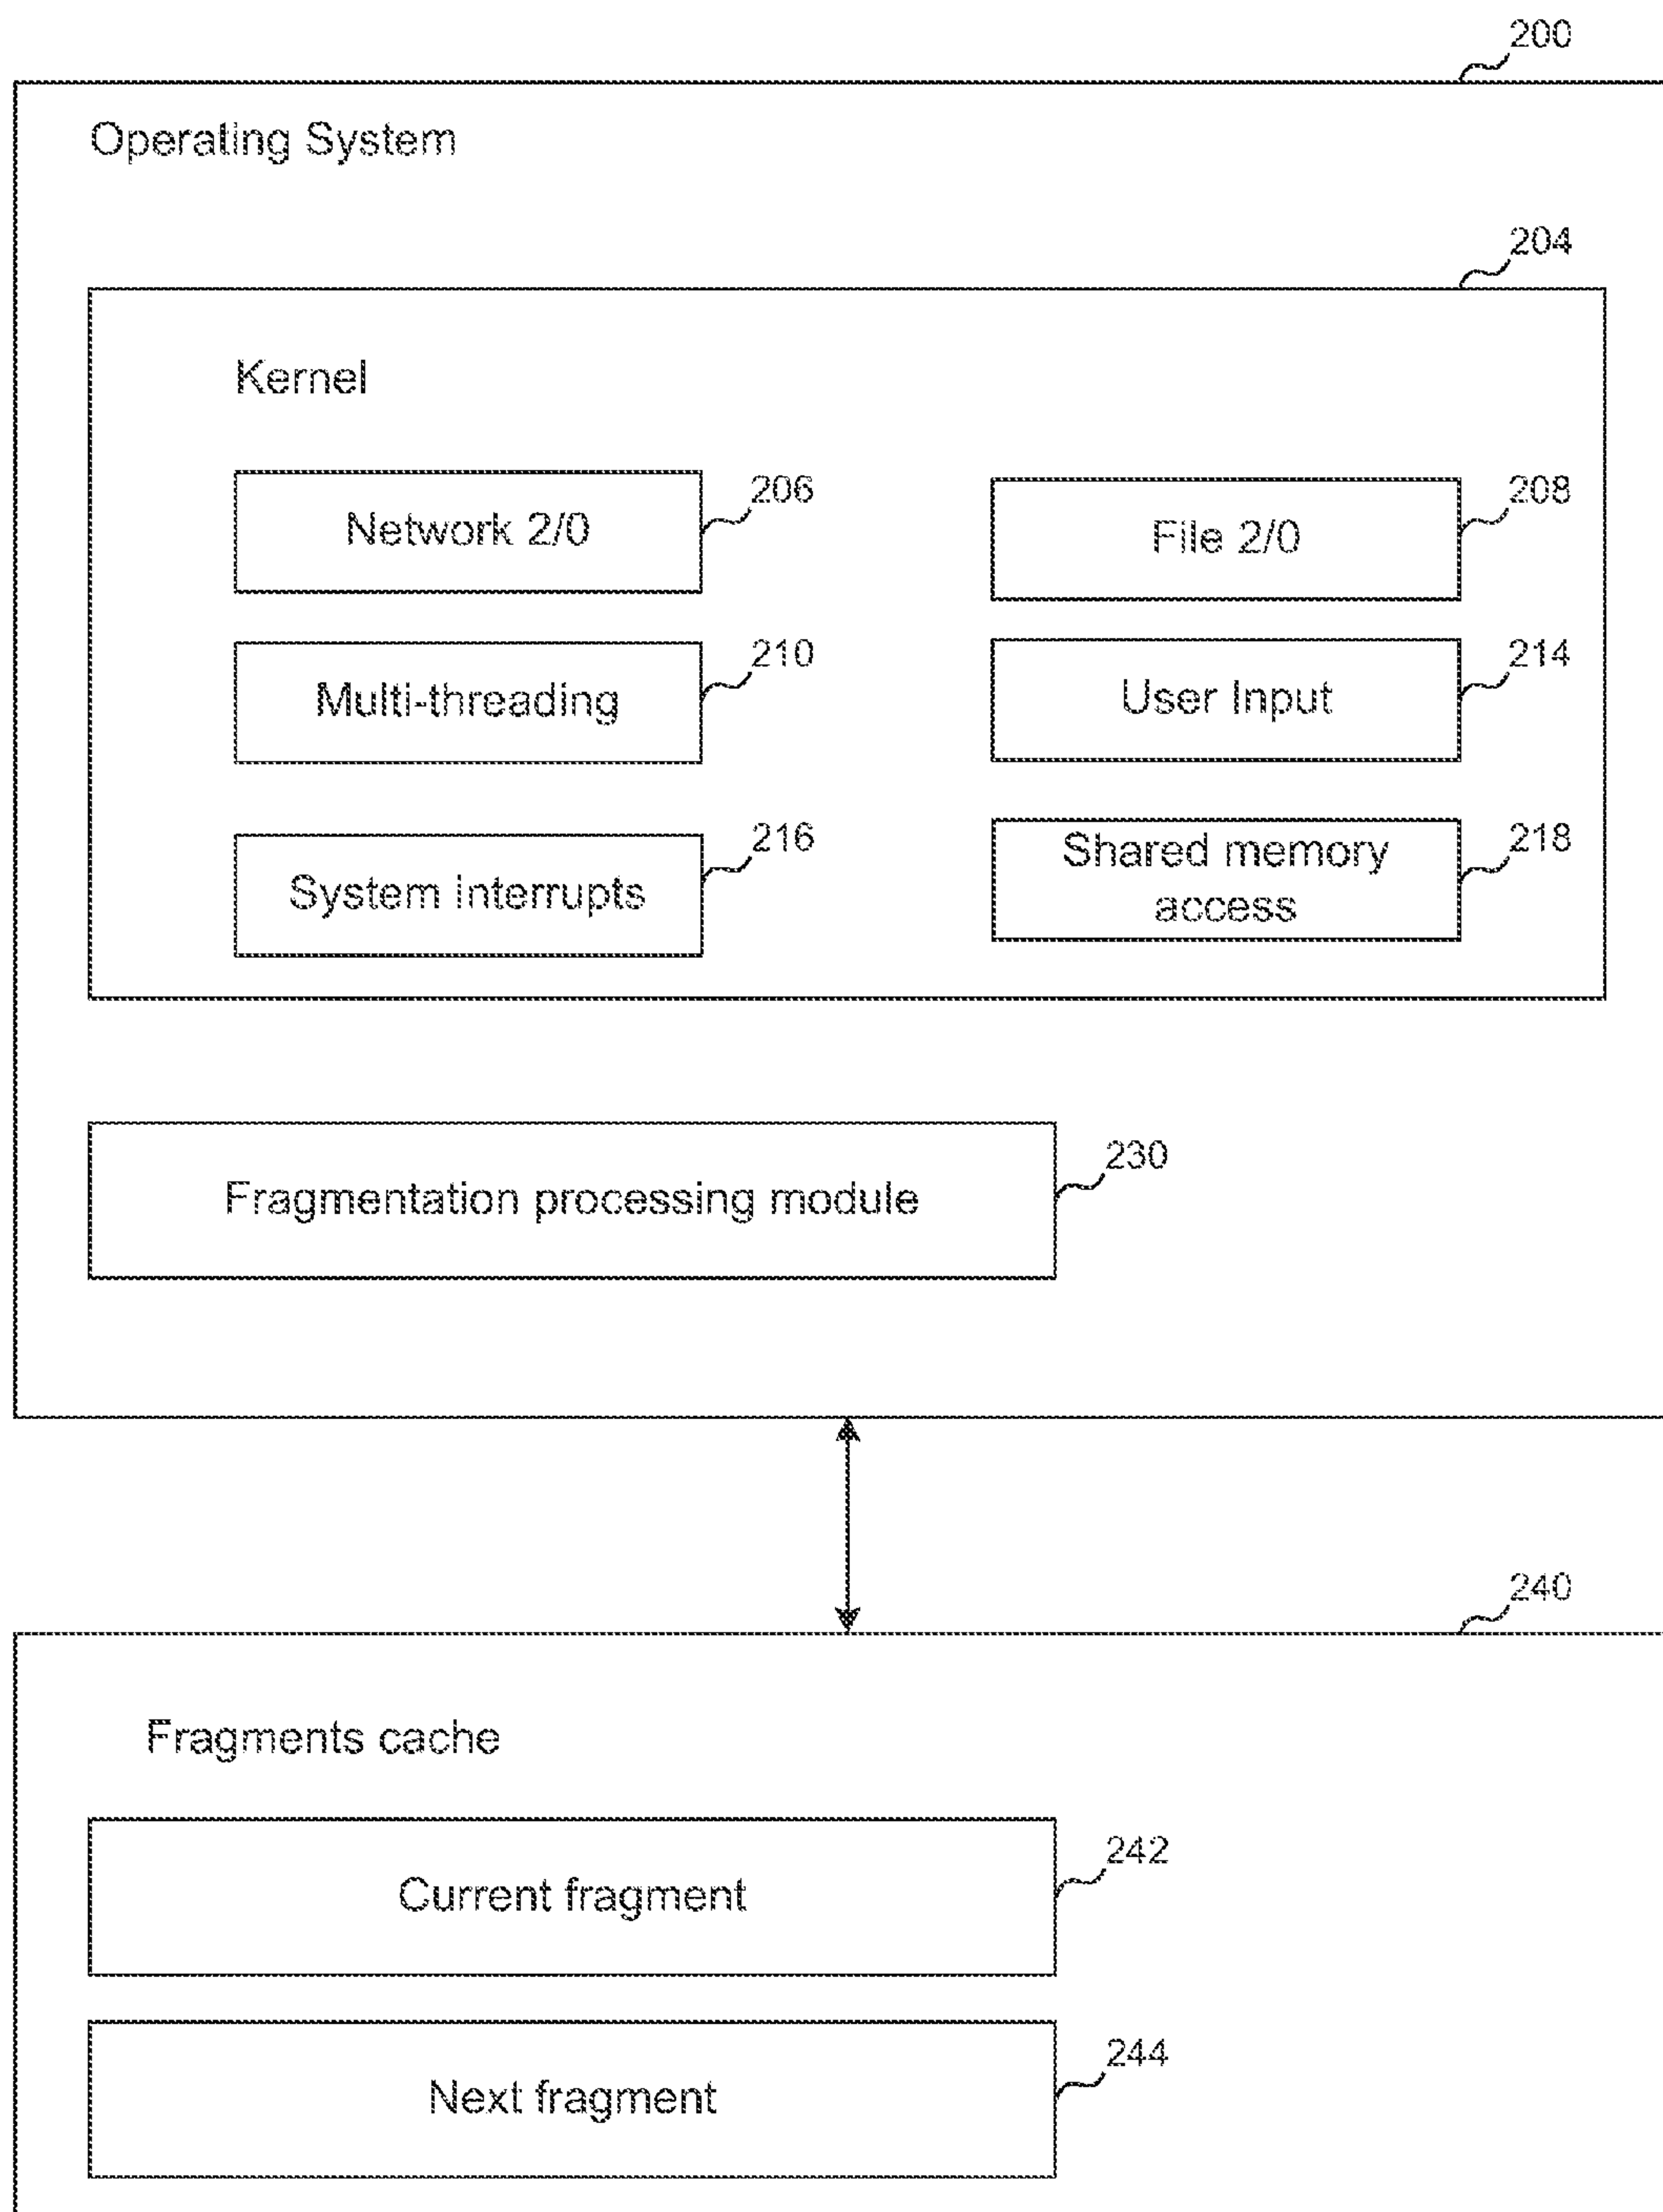 200
Operating System
204
Kernel
Network 2/0
206
File 2/0
208
Multi-threading
210
User Input
214
System Interrupts
216
Shared memory
access
218
Fragmentation processing module
230
240
Fragments cache
Current fragment
242
Next fragment
244